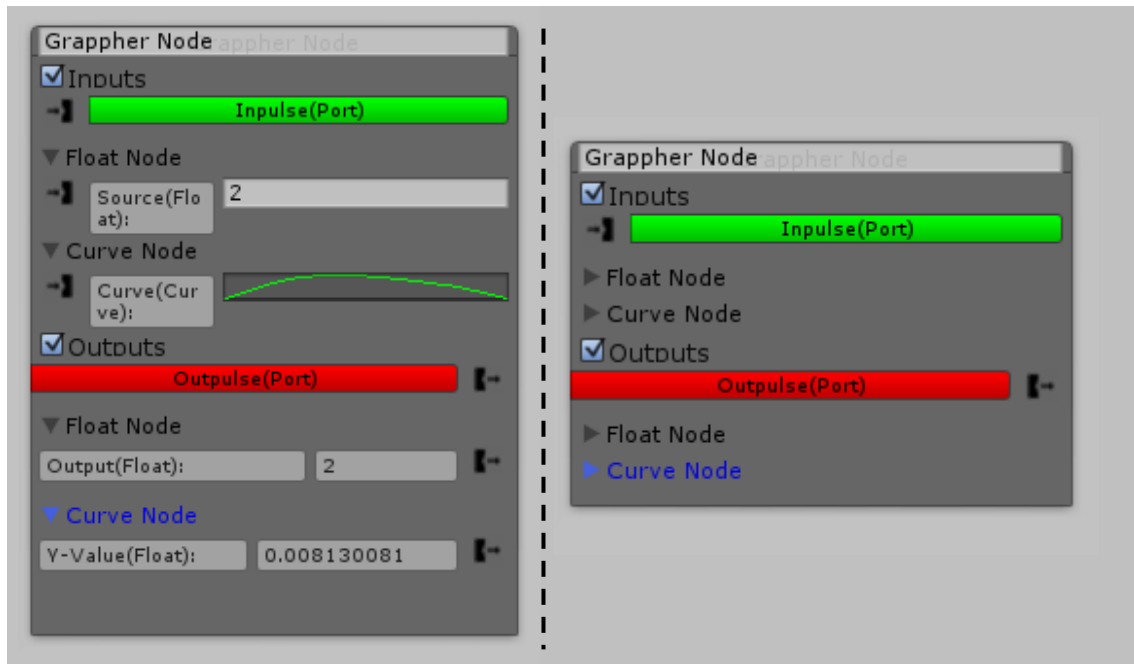 Grappher Node
Inputs
Inpulse(Port)
Float Node
Source(Flo
at):
2
Curve Node
Curve(Cur
ve):
Outputs
Outpulse(Port)
Float Node
Output(Float): 2
Curve Node
Y-Value(Float): 0.008130081
Grappher Node
Inputs
Inpulse(Port)
Float Node
Curve Node
Outputs
Outpulse(Port)
Float Node
Curve Node